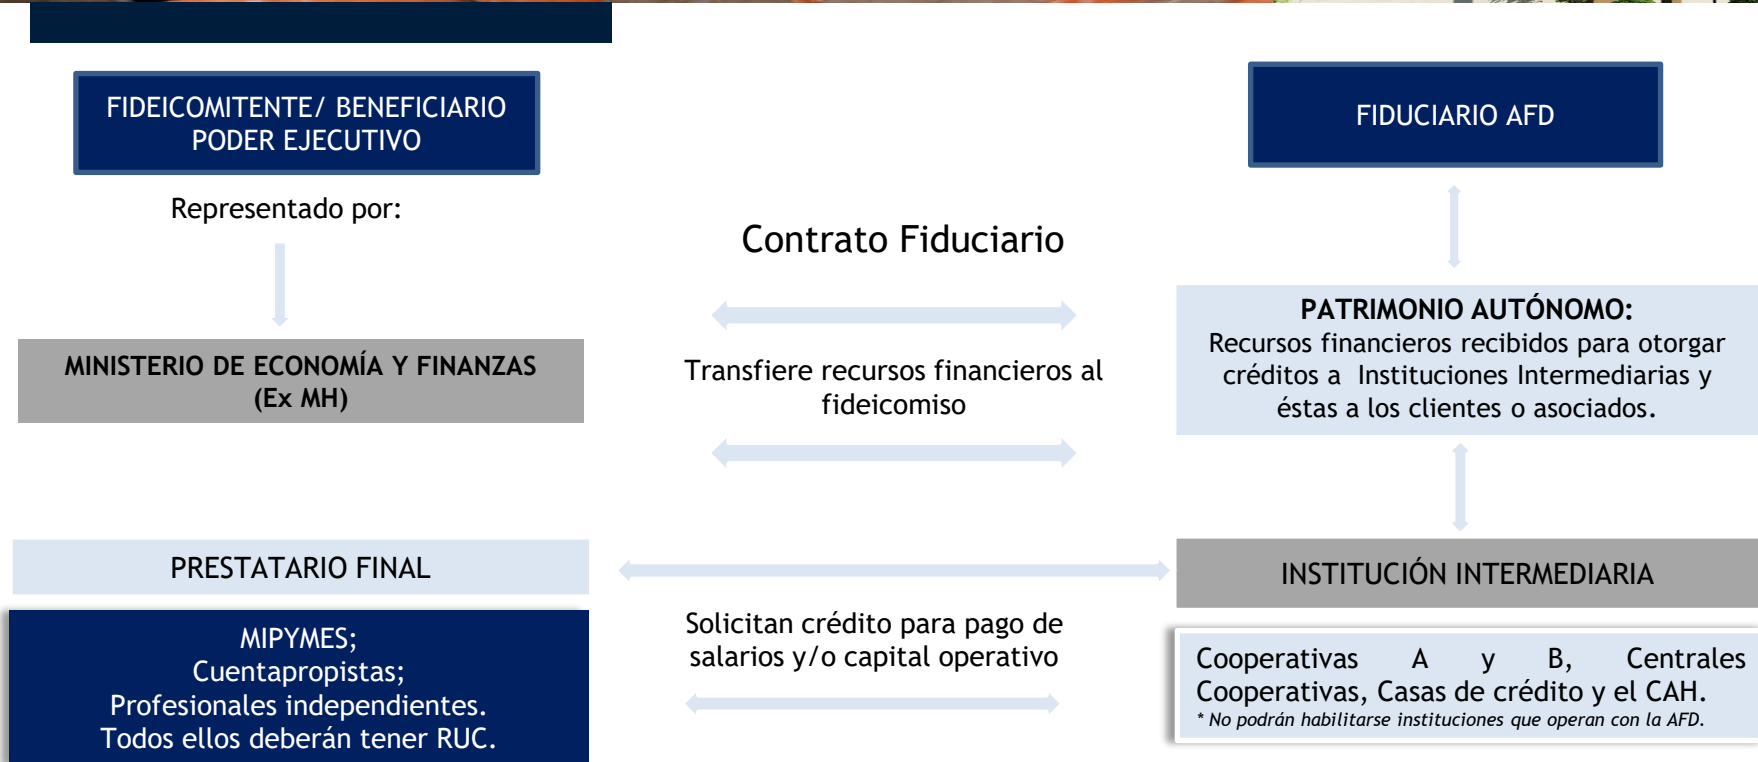 FIDEICOMITENTE/ BENEFICIARIO
PODER EJECUTIVO
FIDUCIARIO AFD
Representado por:
Contrato Fiduciario
MINISTERIO DE ECONOMÍA Y FINANZAS
(Ex MH)
Transfiere recursos financieros al
fideicomiso
PATRIMONIO AUTÓNOMO:
Recursos financieros recibidos para otorgar
créditos a Instituciones Intermediarias y
éstas a los clientes o asociados.
PRESTATARIO FINAL
INSTITUCIÓN INTERMEDIARIA
MIPYMES;
Cuentapropistas;
Profesionales independientes.
Todos ellos deberán tener RUC.
Solicitan crédito para pago de
salarios y/o capital operativo
Cooperativas A y B, Centrales
Cooperativas, Casas de crédito y el CAH.
* No podrán habilitarse instituciones que operan con la AFD.